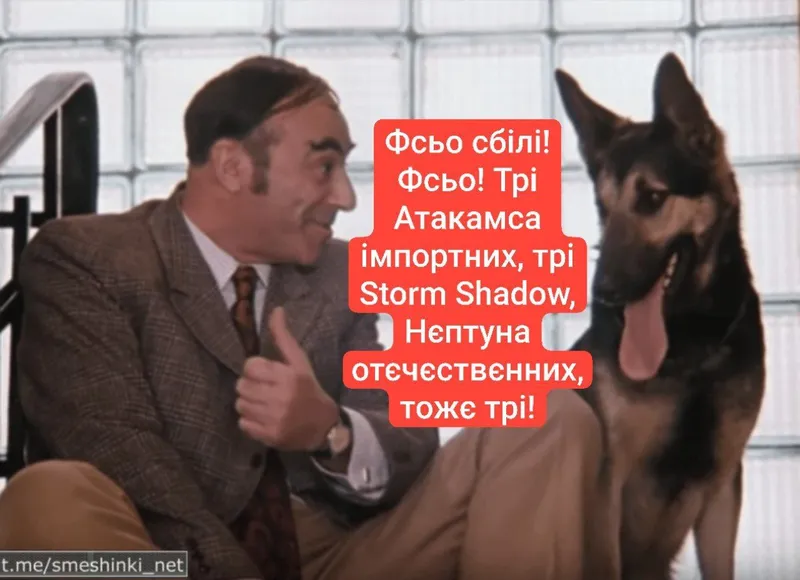 Фсьо сбілі!
Фсьо! Трі
Атакамса
імпортних, трі
Storm Shadow,
Нєптуна
отєчєствєнних,
тожє трі!
t.me/smeshinki_net